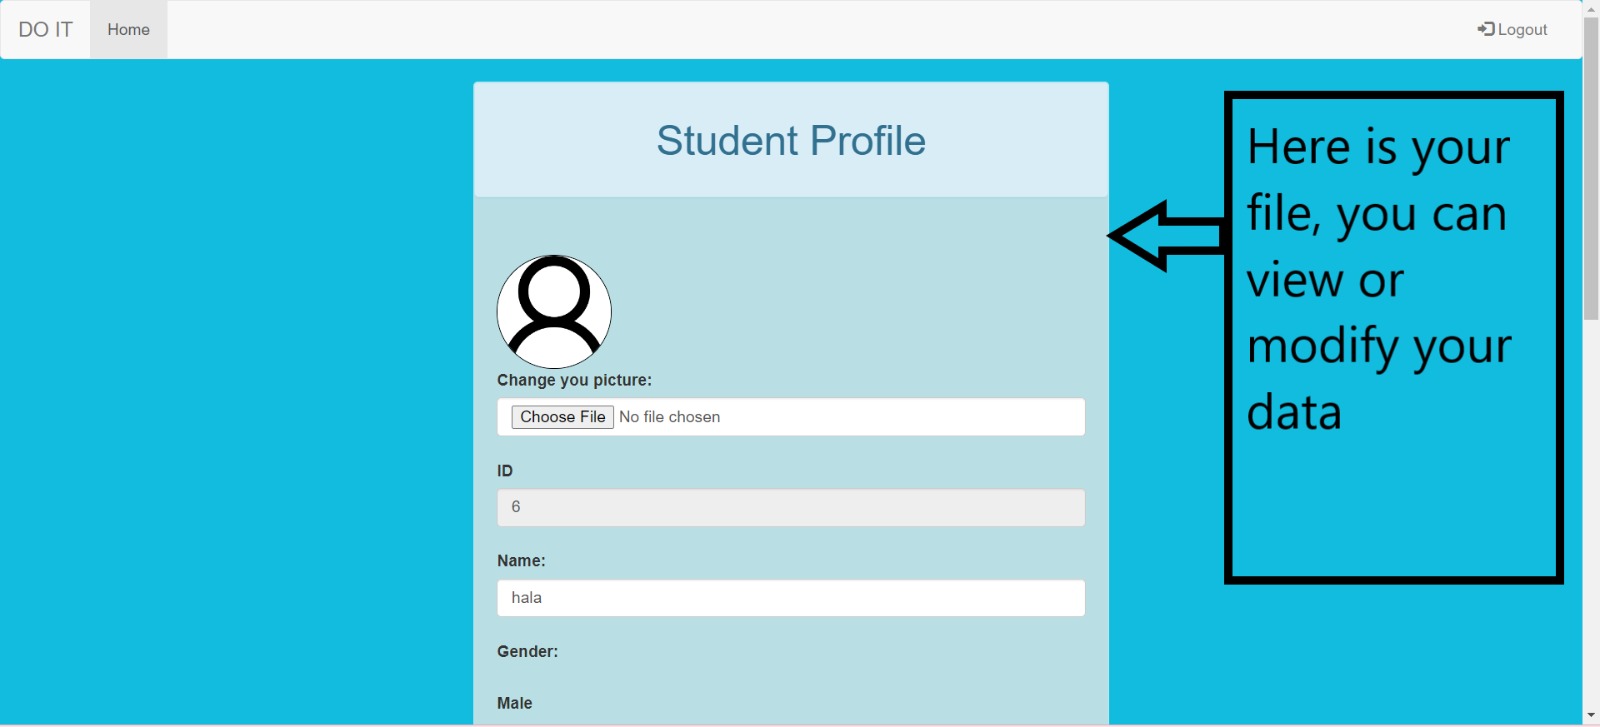 DO IT Home Logout
Student Profile
Here is your
file, you can
view or
modify your
data
Change you picture:
Choose File No file chosen
ID
6
Name:
hala
Gender:
Male